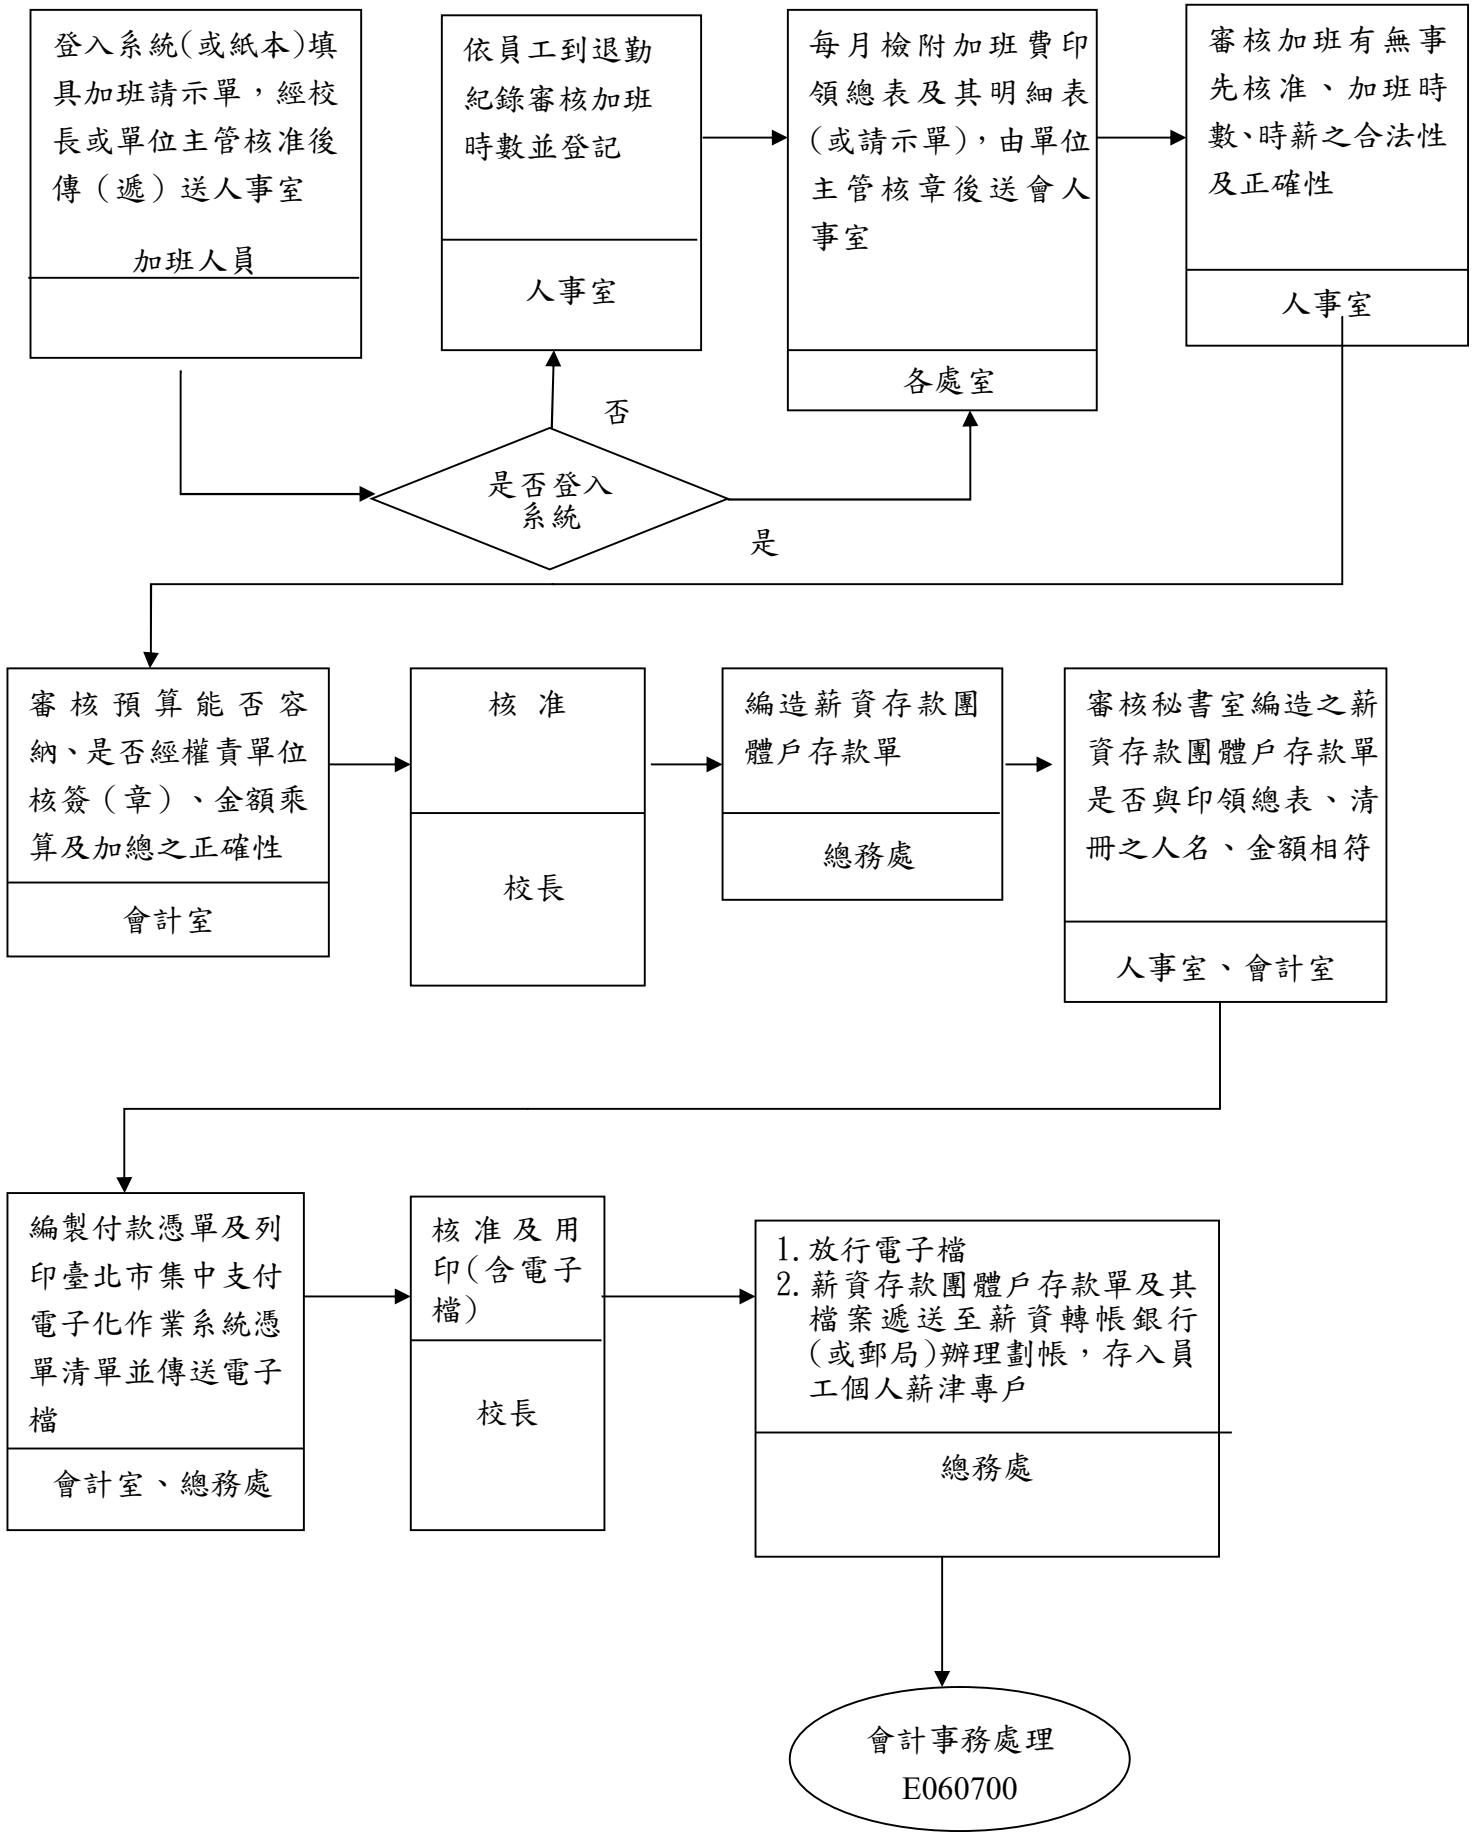 登入系統(或紙本)填
具加班請示單，經校
長或單位主管核准後
傳（遞）送人事室
加班人員
依員工到退勤
紀錄審核加班
時數並登記
人事室
每月檢附加班費印
領總表及其明細表
(或請示單)，由單位
主管核章後送會人
事室
各處室
審核加班有無事
先核准、加班時
數、時薪之合法性
及正確性
人事室
否
是否登入
系統
是
審核預算能否容
納、是否經權責單位
核簽（章）、金額乘
算及加總之正確性
會計室
核 准
校長
編造薪資存款團
體戶存款單
總務處
審核秘書室編造之薪
資存款團體戶存款單
是否與印領總表、清
冊之人名、金額相符
人事室、會計室
編製付款憑單及列
印臺北市集中支付
電子化作業系統憑
單清單並傳送電子
檔
會計室、總務處
核准及用
印(含電子
檔)
校長
1.放行電子檔
2.薪資存款團體戶存款單及其
檔案遞送至薪資轉帳銀行
(或郵局)辦理劃帳，存入員
工個人薪津專戶
總務處
會計事務處理
E060700